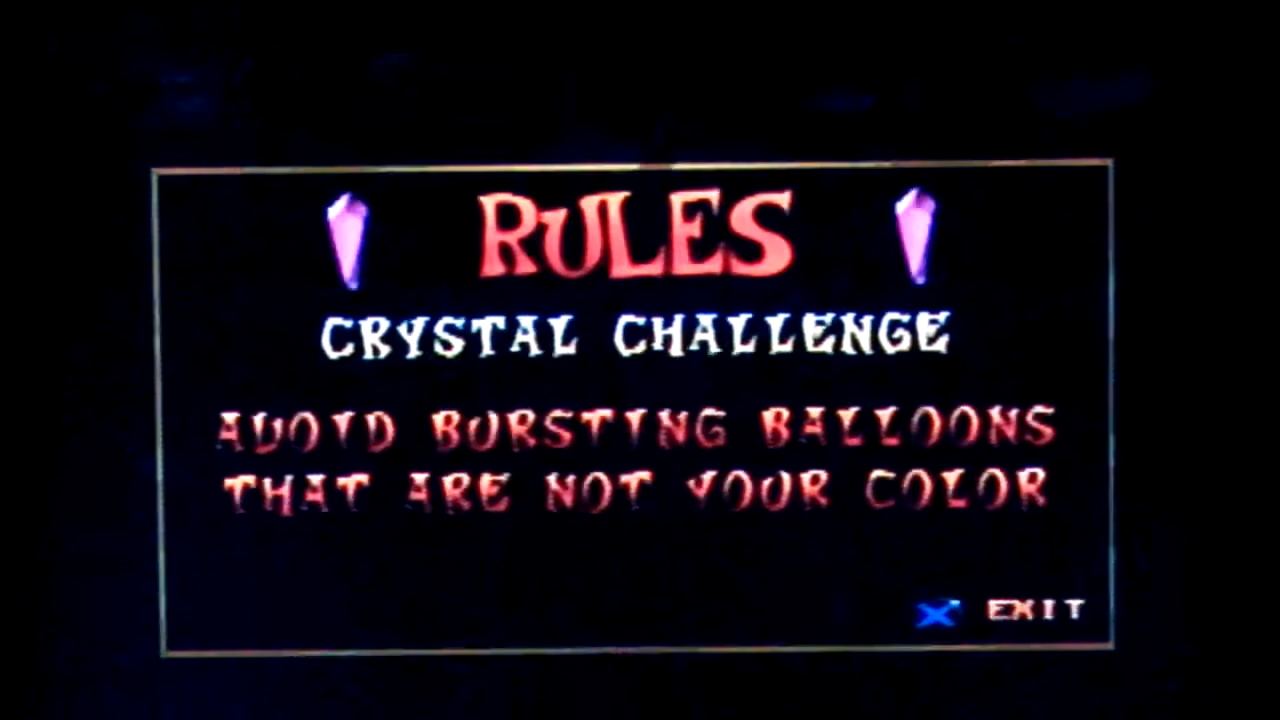 RULES
CRYSTAL CHALLENGE
AVOID BURSTING BALLOONS
THAT ARE NOT YOUR COLOR
EXIT